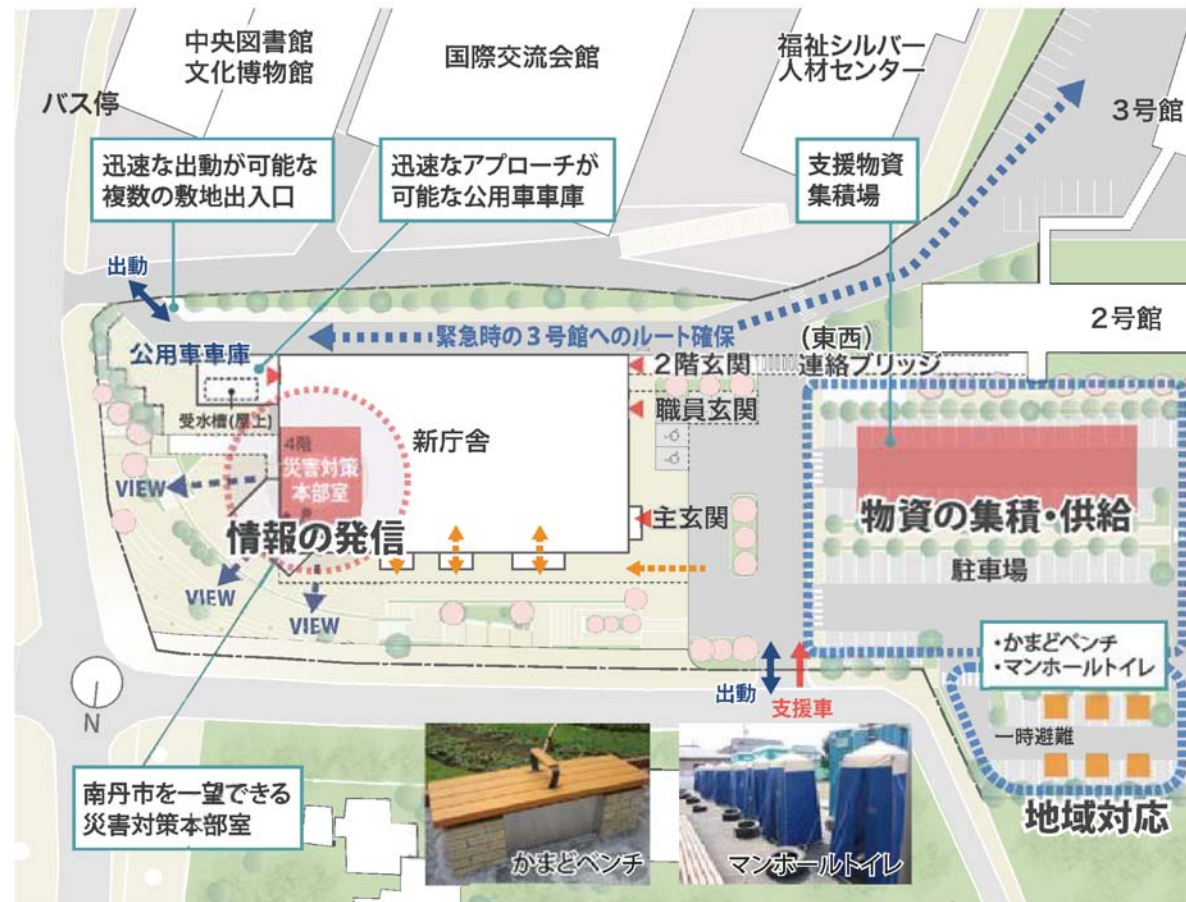 中央図書館
文化博物館
国際交流会館
福祉シルバー
人材センター
バス停
3号館
迅速な出動が可能な
複数の敷地出入口
迅速なアプローチが
可能な公用車車庫
支援物資
集積場
出動
緊急時の３号館へのルート確保
2号館
(東西)
連絡ブリッジ
公用車車庫
2階玄関
職員玄関
受水槽(屋上)
新庁舎
4階
災害対策
本部室
VIEW
情報の発信
主玄関
物資の集積・供給
駐車場
VIEW
VIEW
・かまどベンチ
・マンホールトイレ
出動
支援車
一時避難
N
南丹市を一望できる
災害対策本部室
地域対応
かまどベンチ
マンホールトイレ